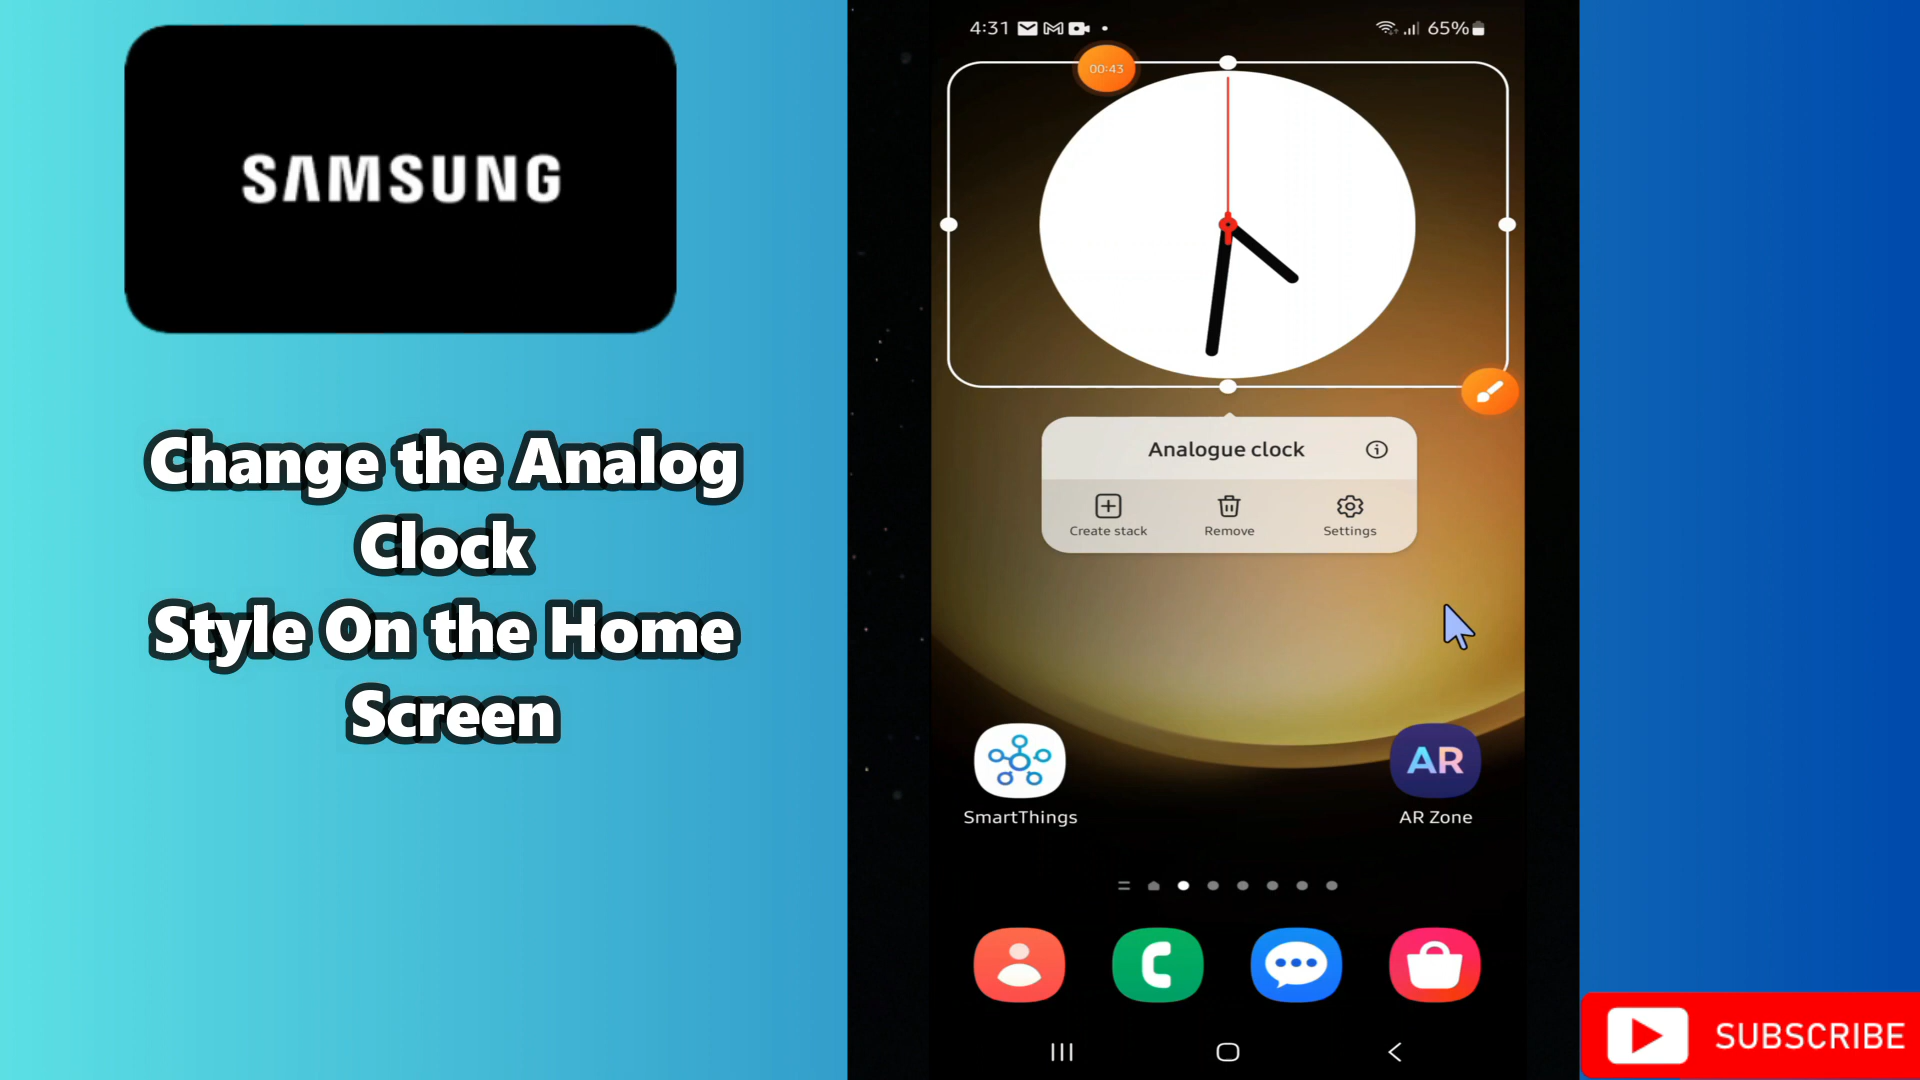 SAMSUNG
Change the Analog
Clock
Style On the Home
Screen
4:31
65%
00:43
Analogue clock
Create stack
Remove
Settings
AR
SmartThings
AR Zone
SUBSCRIBE